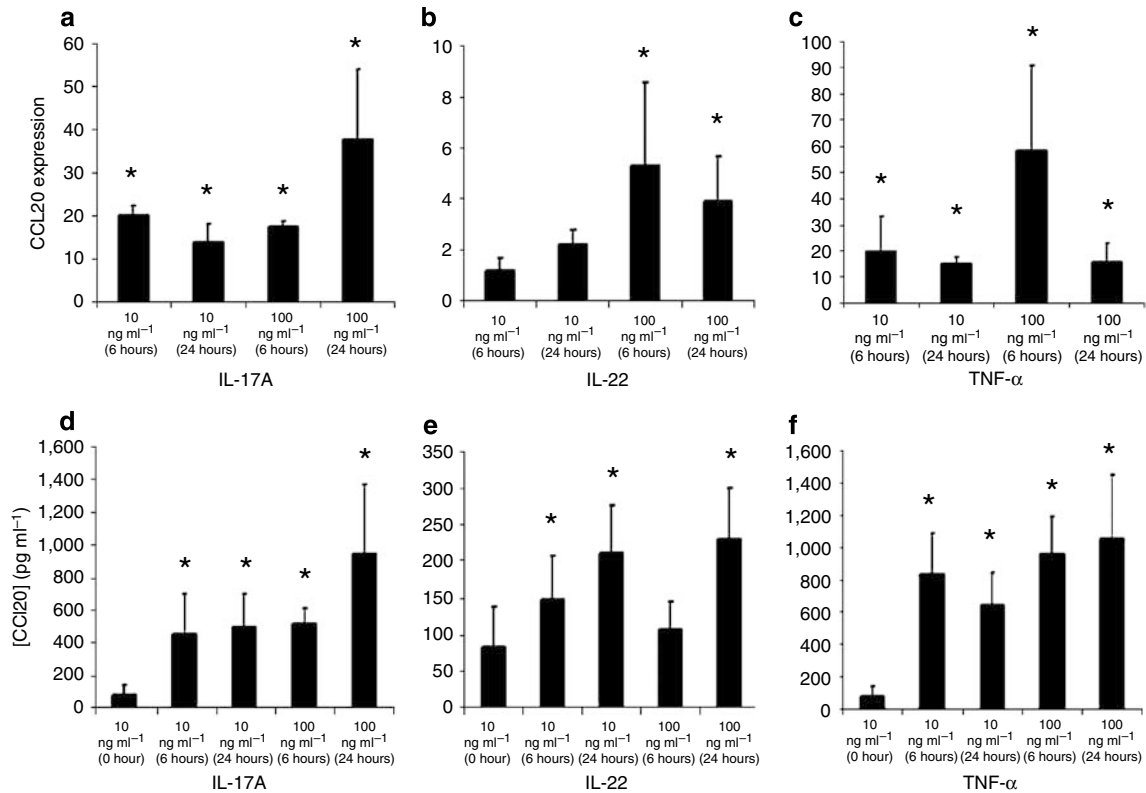 a
60
50
40
30
20
10
0
CCL20 expression
* * * *
10 10 100 100
ng ml–1 ng ml–1 ng ml–1 ng ml–1
(6 hours) (24 hours) (6 hours) (24 hours)
IL-17A
b
10
8
6
4
2
0
* *
10 10 100 100
ng ml–1 ng ml–1 ng ml–1 ng ml–1
(6 hours) (24 hours) (6 hours) (24 hours)
IL-22
c
100
90
80
70
60
50
40
30
20
10
0
* * * *
10 10 100 100
ng ml–1 ng ml–1 ng ml–1 ng ml–1
(6 hours) (24 hours) (6 hours) (24 hours)
TNF-α
d
1,600
1,400
1,200
1,000
800
600
400
200
0
[CCl20] (pg ml–1)
* * * *
10 10 10 100 100
ng ml–1 ng ml–1 ng ml–1 ng ml–1 ng ml–1
(0 hour) (6 hours) (24 hours) (6 hours) (24 hours)
IL-17A
e
350
300
250
200
150
100
50
0
* * *
10 10 10 100 100
ng ml–1 ng ml–1 ng ml–1 ng ml–1 ng ml–1
(0 hour) (6 hours) (24 hours) (6 hours) (24 hours)
IL-22
f
1,600
1,400
1,200
1,000
800
600
400
200
0
* * * *
10 10 10 100 100
ng ml–1 ng ml–1 ng ml–1 ng ml–1 ng ml–1
(0 hour) (6 hours) (24 hours) (6 hours) (24 hours)
TNF-α